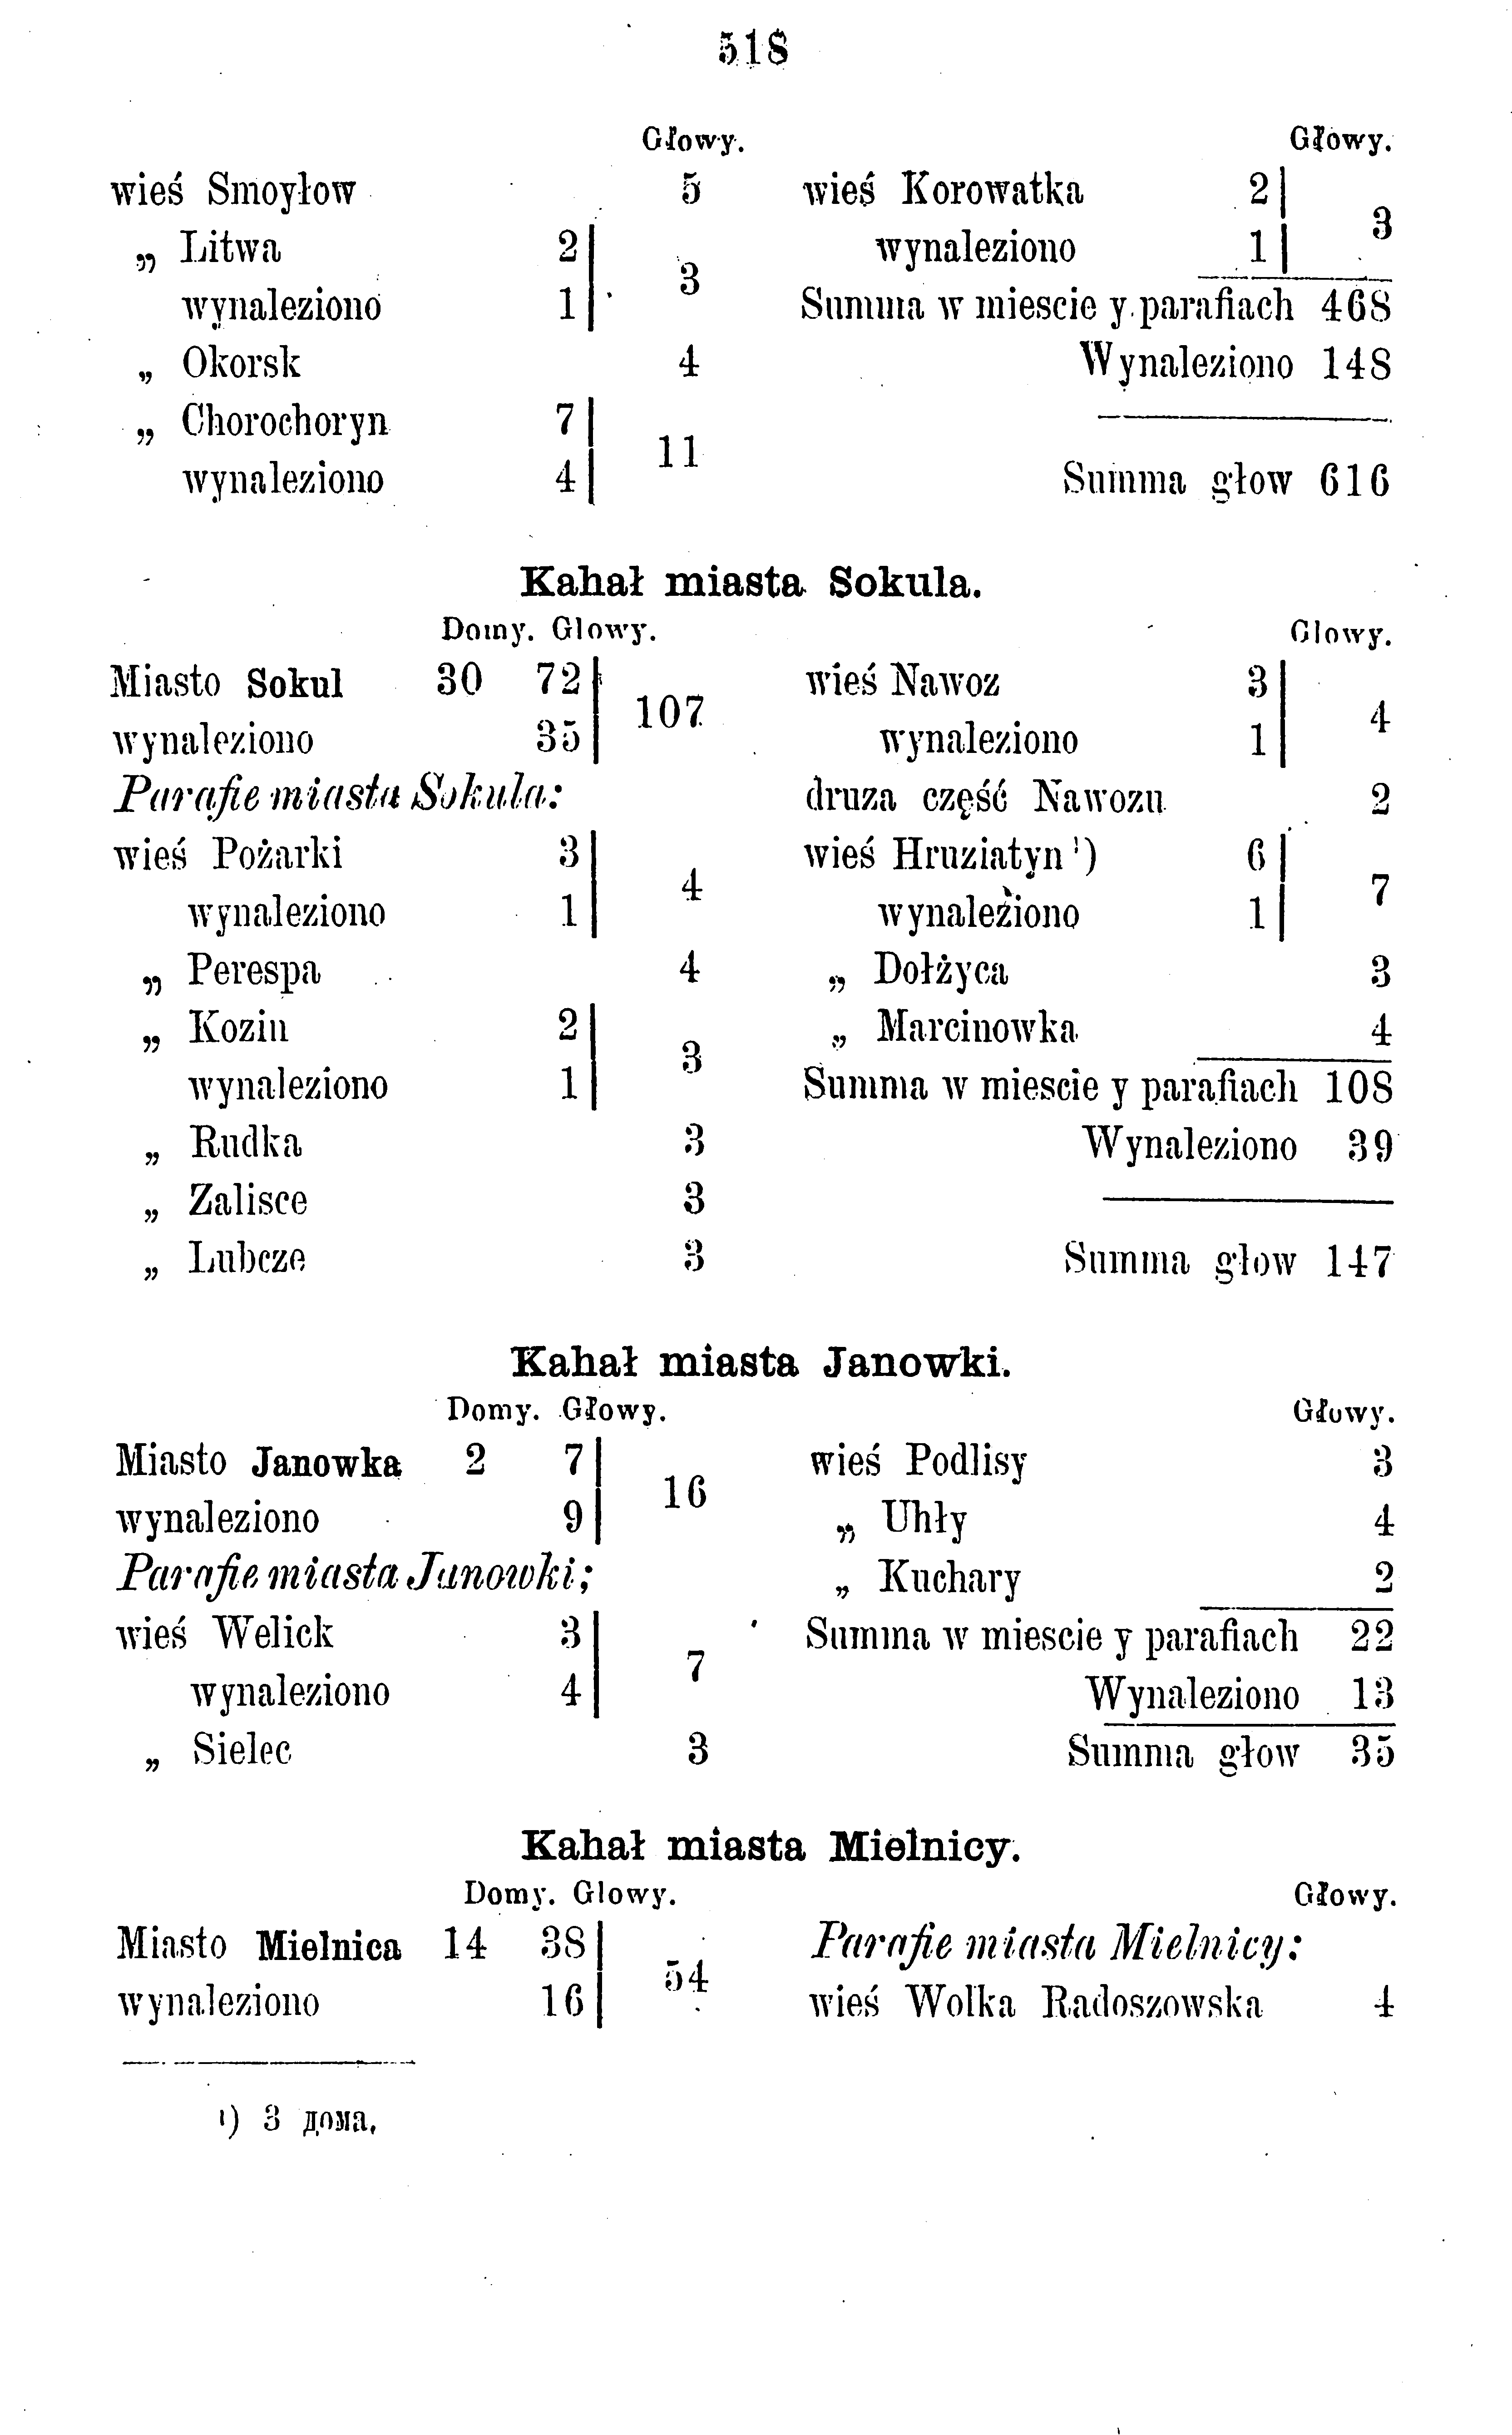 518
Głowy.
wieś Smoyłow 5
„ Litwa 2
3
wynaleziono 1
„ Okorsk 4
„ Chorochoryn 7
11
wynaleziono 4
Głowy.
wieś Korowatka 2
3
wynaleziono 1
Summa w miescie y parafiach 468
Wynaleziono 148
Summa głow 616
Kahał miasta Sokula.
Domy. Glowy.
Miasto Sokul 30 72
107
wynaleziono 35
Parafie miasta Sokula:
wieś Pożarki 3
4
wynaleziono 1
„ Perespa 4
„ Kozin 2
3
wynaleziono 1
„ Rudka 3
„ Zalisce 3
„ Lubcze 3
Glowy.
wieś Nawoz 3
4
wynaleziono 1
druza część Nawozu 2
wieś Hruziatyn ¹) 6
7
wynaleziono 1
„ Dołżyca 3
„ Marcinowka 4
Summa w miescie y parafiach 108
Wynaleziono 39
Summa glow 147
Kahał miasta Janowki.
Domy. Głowy.
Miasto Janowka 2 7
16
wynaleziono 9
Parafie miasta Janowki;
wieś Welick 3
7
wynaleziono 4
„ Sielec 3
Głowy.
wieś Podlisy 3
„ Uhły 4
„ Kuchary 2
Summa w miescie y parafiach 22
Wynaleziono 13
Summa głow 35
Kahał miasta Mielnicy.
Domy. Glowy.
Miasto Mielnica 14 38
54
wynaleziono 16
Głowy.
Parafie miasta Mielnicy:
wieś Wolka Radoszowska 4
¹) 3 дома.